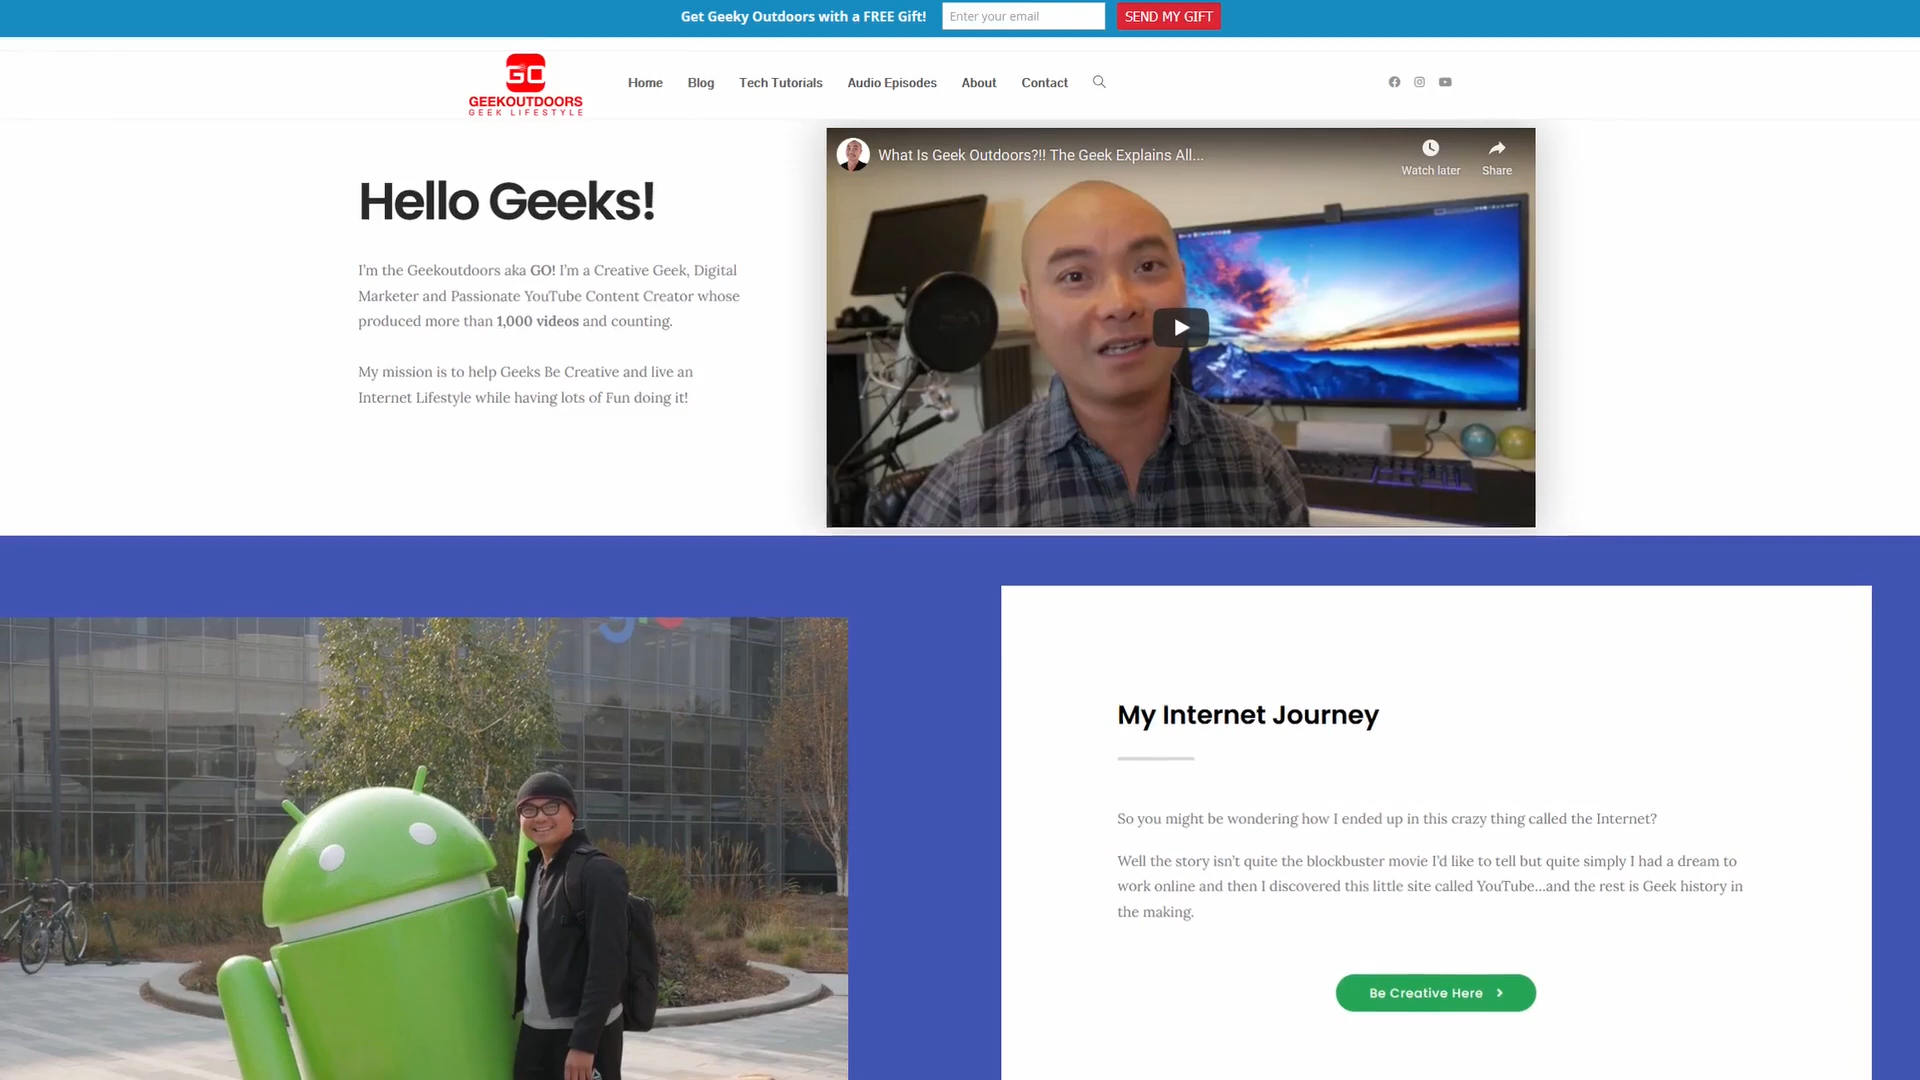 Get Geeky Outdoors with a FREE Gift!
Enter your email
SEND MY GIFT
GO
GEEKOUTDOORS
GEEK LIFESTYLE
Home
Blog
Tech Tutorials
Audio Episodes
About
Contact
What Is Geek Outdoors?!! The Geek Explains All...
Watch later
Share
Hello Geeks!
I'm the Geekoutdoors aka GO! I'm a Creative Geek, Digital
Marketer and Passionate YouTube Content Creator whose
produced more than 1,000 videos and counting.
My mission is to help Geeks Be Creative and live an
Internet Lifestyle while having lots of Fun doing it!
My Internet Journey
So you might be wondering how I ended up in this crazy thing called the Internet?
Well the story isn't quite the blockbuster movie I'd like to tell but quite simply I had a dream to
work online and then I discovered this little site called YouTube...and the rest is Geek history in
the making.
Be Creative Here